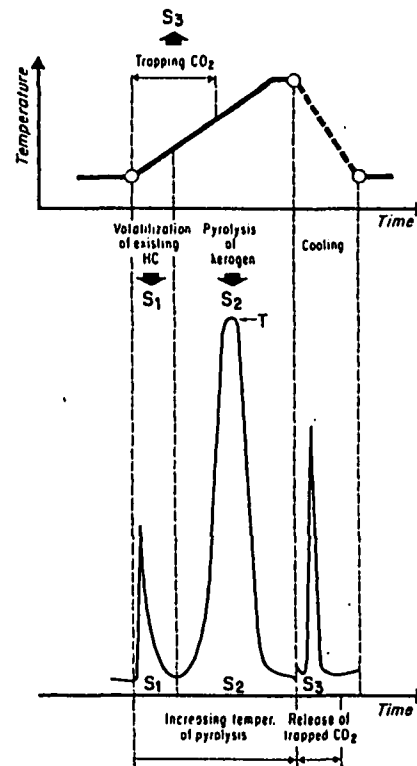 S3
Trapping CO2
Temperature
Time
Volatilization
of existing
HC
Pyrolysis
of
kerogen
Cooling
S1
S2
T
S1
S2
S3
Time
Increasing temper.
of pyrolysis
Release of
trapped CO2